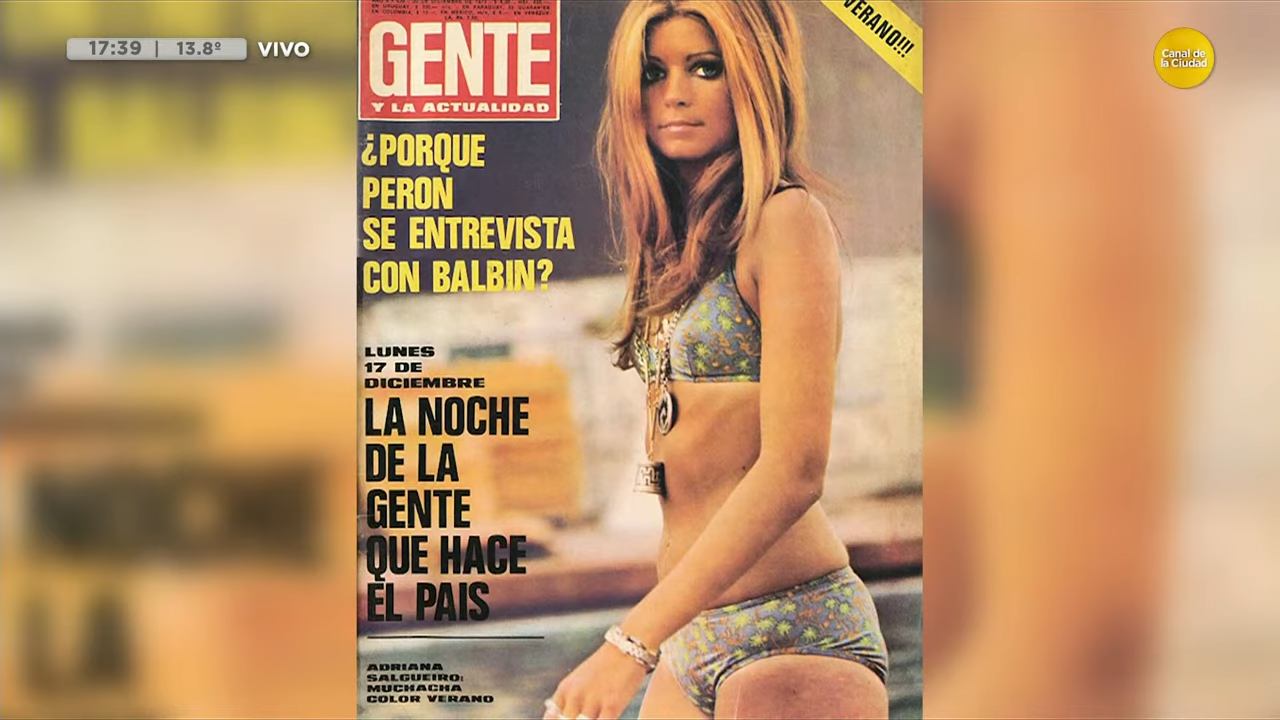 17:39 | 13.8º VIVO
Canal de
la Ciudad
VERANO!!!
GENTE
Y LA ACTUALIDAD
¿PORQUE
PERON
SE ENTREVISTA
CON BALBIN?
LUNES
17 DE
DICIEMBRE
LA NOCHE
DE LA
GENTE
QUE HACE
EL PAIS
ADRIANA
SALGUEIRO:
MUCHACHA
COLOR VERANO